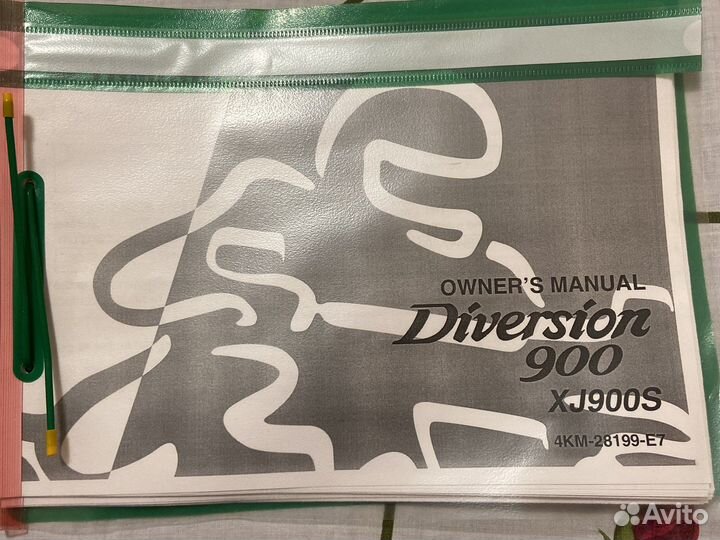 OWNER'S MANUAL
Diversion
900
XJ900S
4KM-28199-E7
Avito